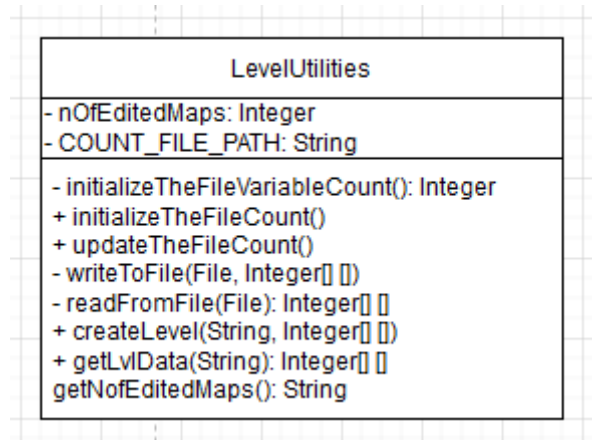 LevelUtilities
- nOfEditedMaps: Integer
- COUNT_FILE_PATH: String
- initializeTheFileVariableCount(): Integer
+ initializeTheFileCount()
+ updateTheFileCount()
- writeToFile(File, Integer[] [])
- readFromFile(File): Integer[] []
+ createLevel(String, Integer[] [])
+ getLvlData(String): Integer[] []
getNofEditedMaps(): String